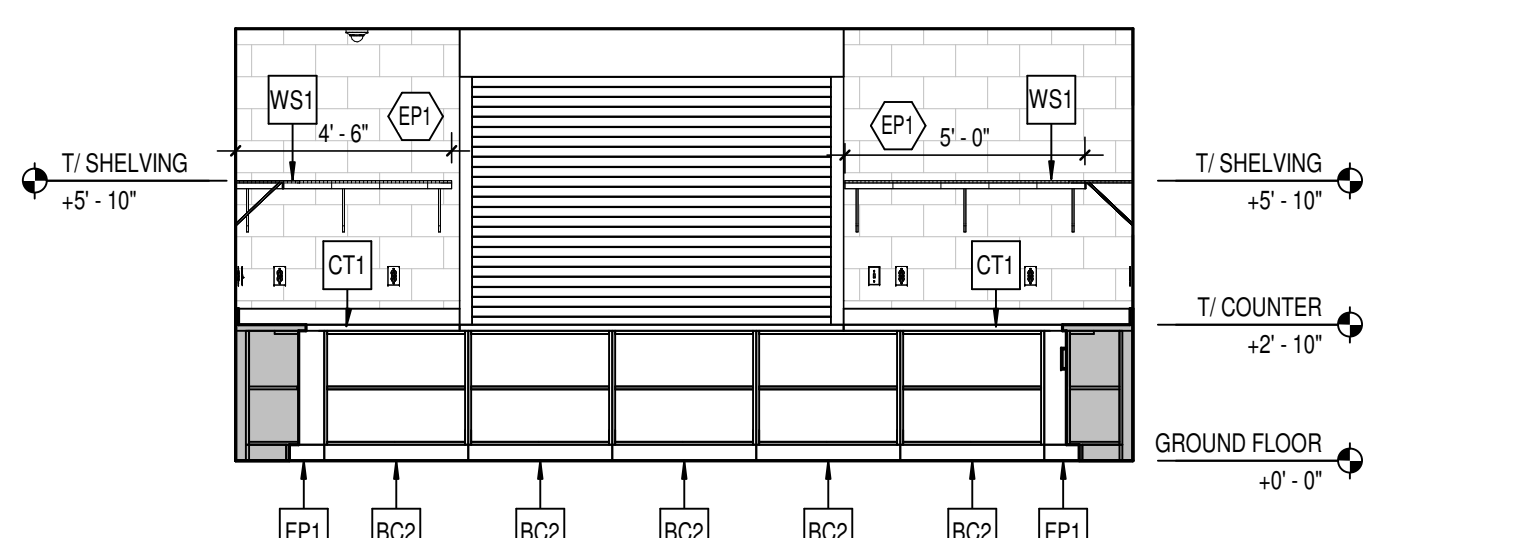 WS1
EP1
4' - 6"
EP1
5' - 0"
WS1
T/ SHELVING
+5' - 10"
T/ SHELVING
+5' - 10"
CT1
CT1
T/ COUNTER
+2' - 10"
GROUND FLOOR
+0' - 0"
EP1
BC2
BC2
BC2
BC2
BC2
EP1